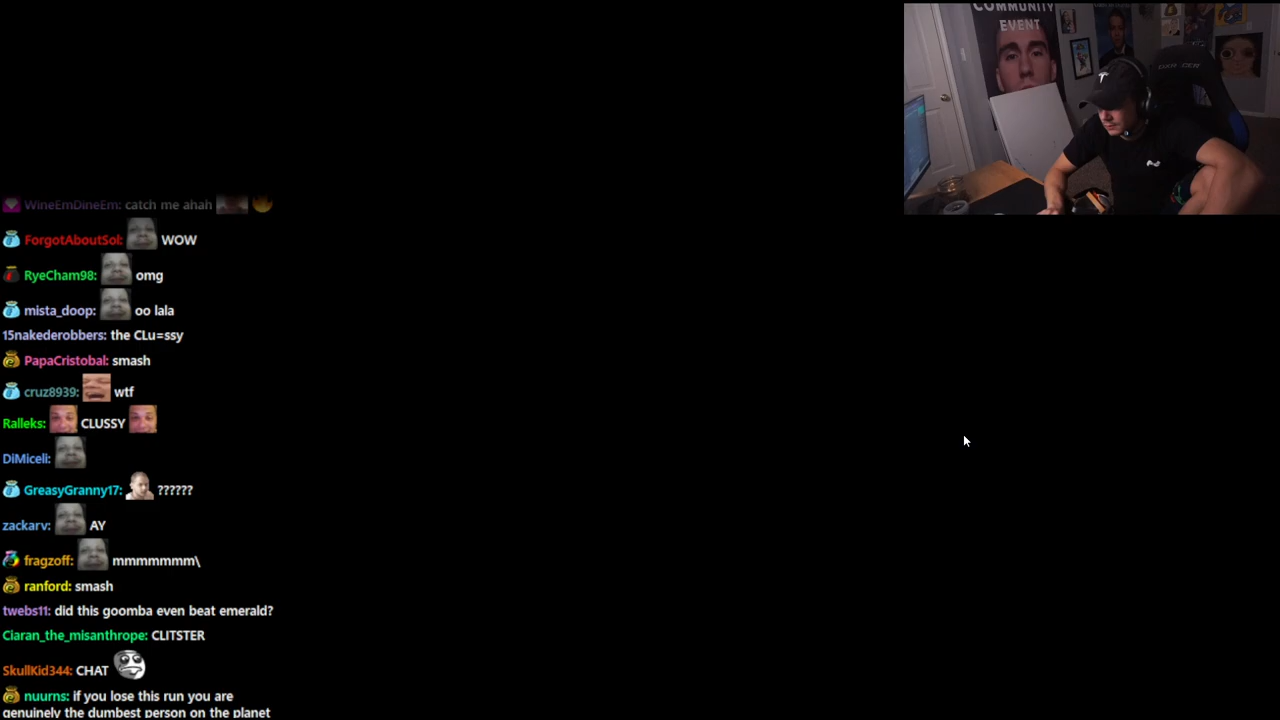 COMMUNITY
EVENT
DXRACER
WineEmDineEm: catch me ahah
ForgotAboutSol: WOW
RyeCham98: omg
mista_doop: oo lala
15nakederobbers: the CLu=ssy
PapaCristobal: smash
cruz8939: wtf
Ralleks: CLUSSY
DiMiceli:
GreasyGranny17: ??????
zackarv: AY
fragzoff: mmmmmmm\
ranford: smash
twebs11: did this goomba even beat emerald?
Ciaran_the_misanthrope: CLITSTER
SkullKid344: CHAT
nuurns: if you lose this run you are
genuinely the dumbest person on the planet